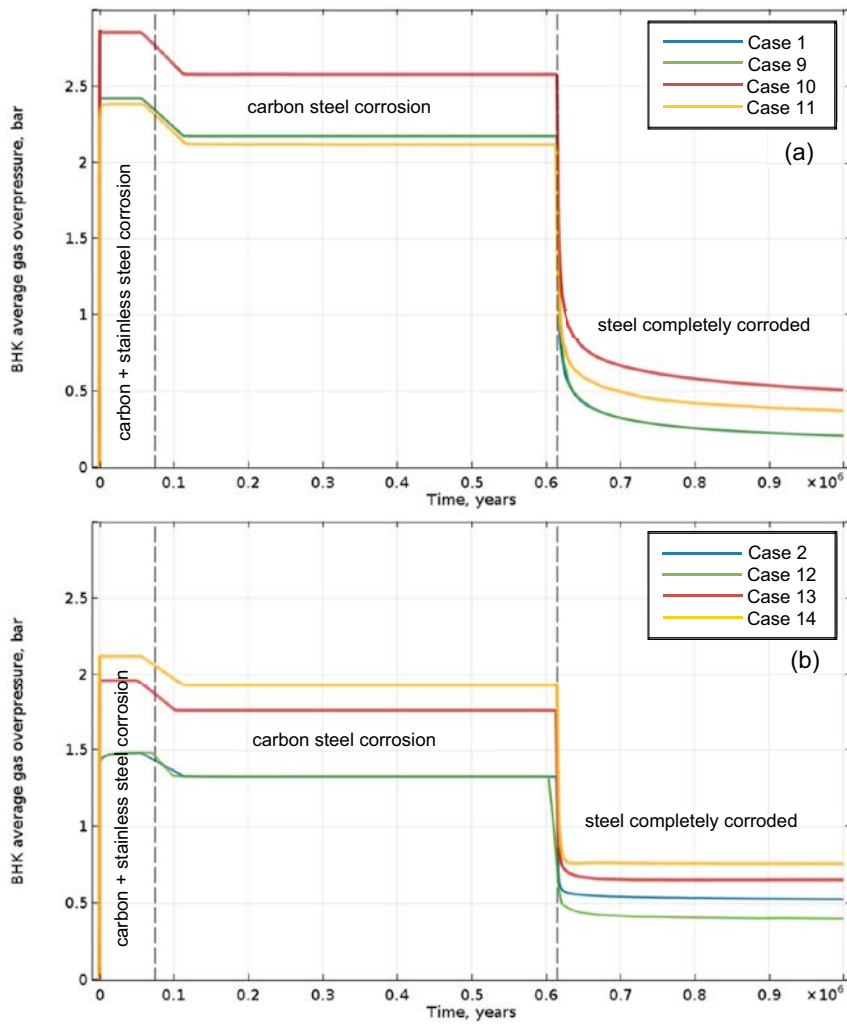 BHK average gas overpressure, bar
2.5
2
1.5
1
0.5
0
carbon + stainless steel corrosion
carbon steel corrosion
steel completely corroded
Case 1
Case 9
Case 10
Case 11
(a)
0 0.1 0.2 0.3 0.4 0.5 0.6 0.7 0.8 0.9 ×10⁶
Time, years
BHK average gas overpressure, bar
2.5
2
1.5
1
0.5
0
carbon + stainless steel corrosion
carbon steel corrosion
steel completely corroded
Case 2
Case 12
Case 13
Case 14
(b)
0 0.1 0.2 0.3 0.4 0.5 0.6 0.7 0.8 0.9 ×10⁶
Time, years